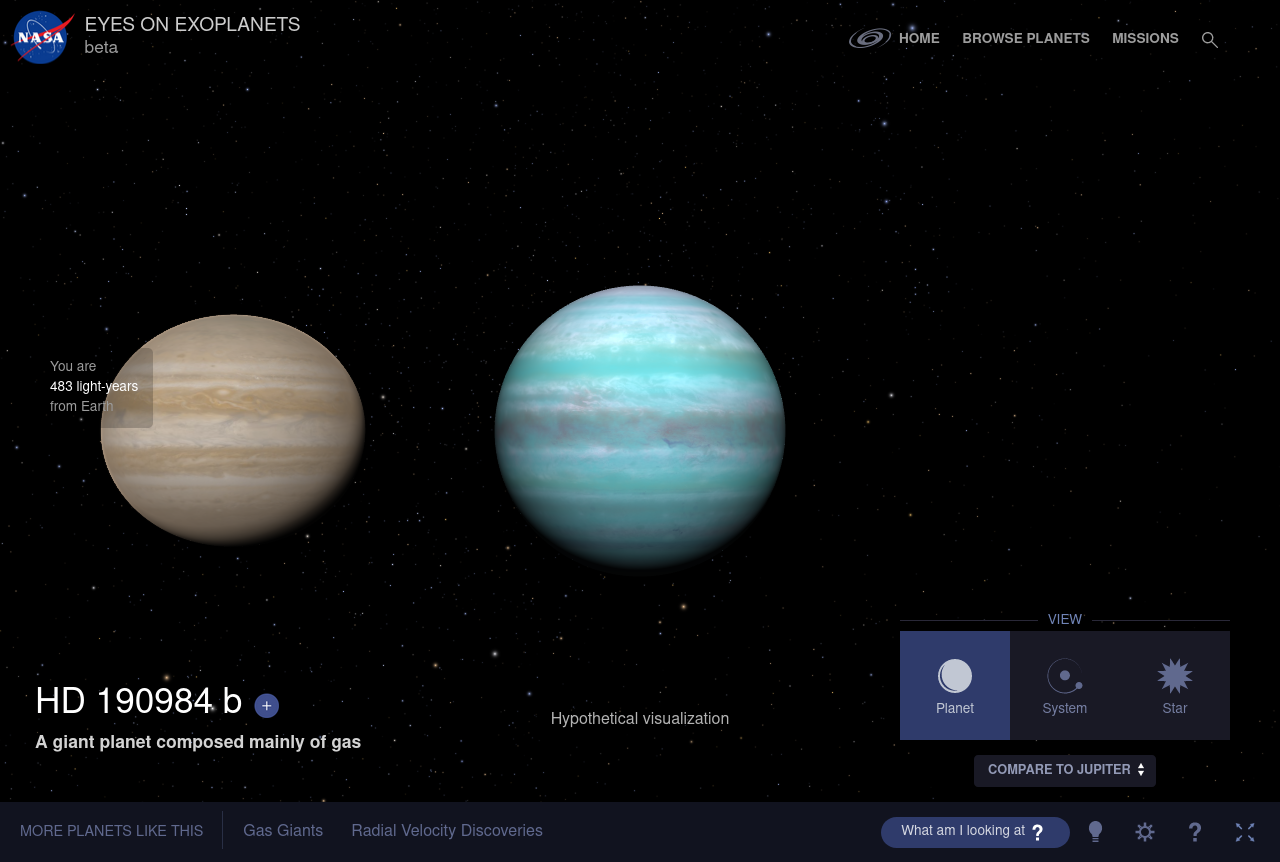 NASA
EYES ON EXOPLANETS
beta
HOME
BROWSE PLANETS
MISSIONS
You are
483 light-years
from Earth
VIEW
Planet
System
Star
HD 190984 b +
A giant planet composed mainly of gas
Hypothetical visualization
COMPARE TO JUPITER
MORE PLANETS LIKE THIS
Gas Giants
Radial Velocity Discoveries
What am I looking at ?
?